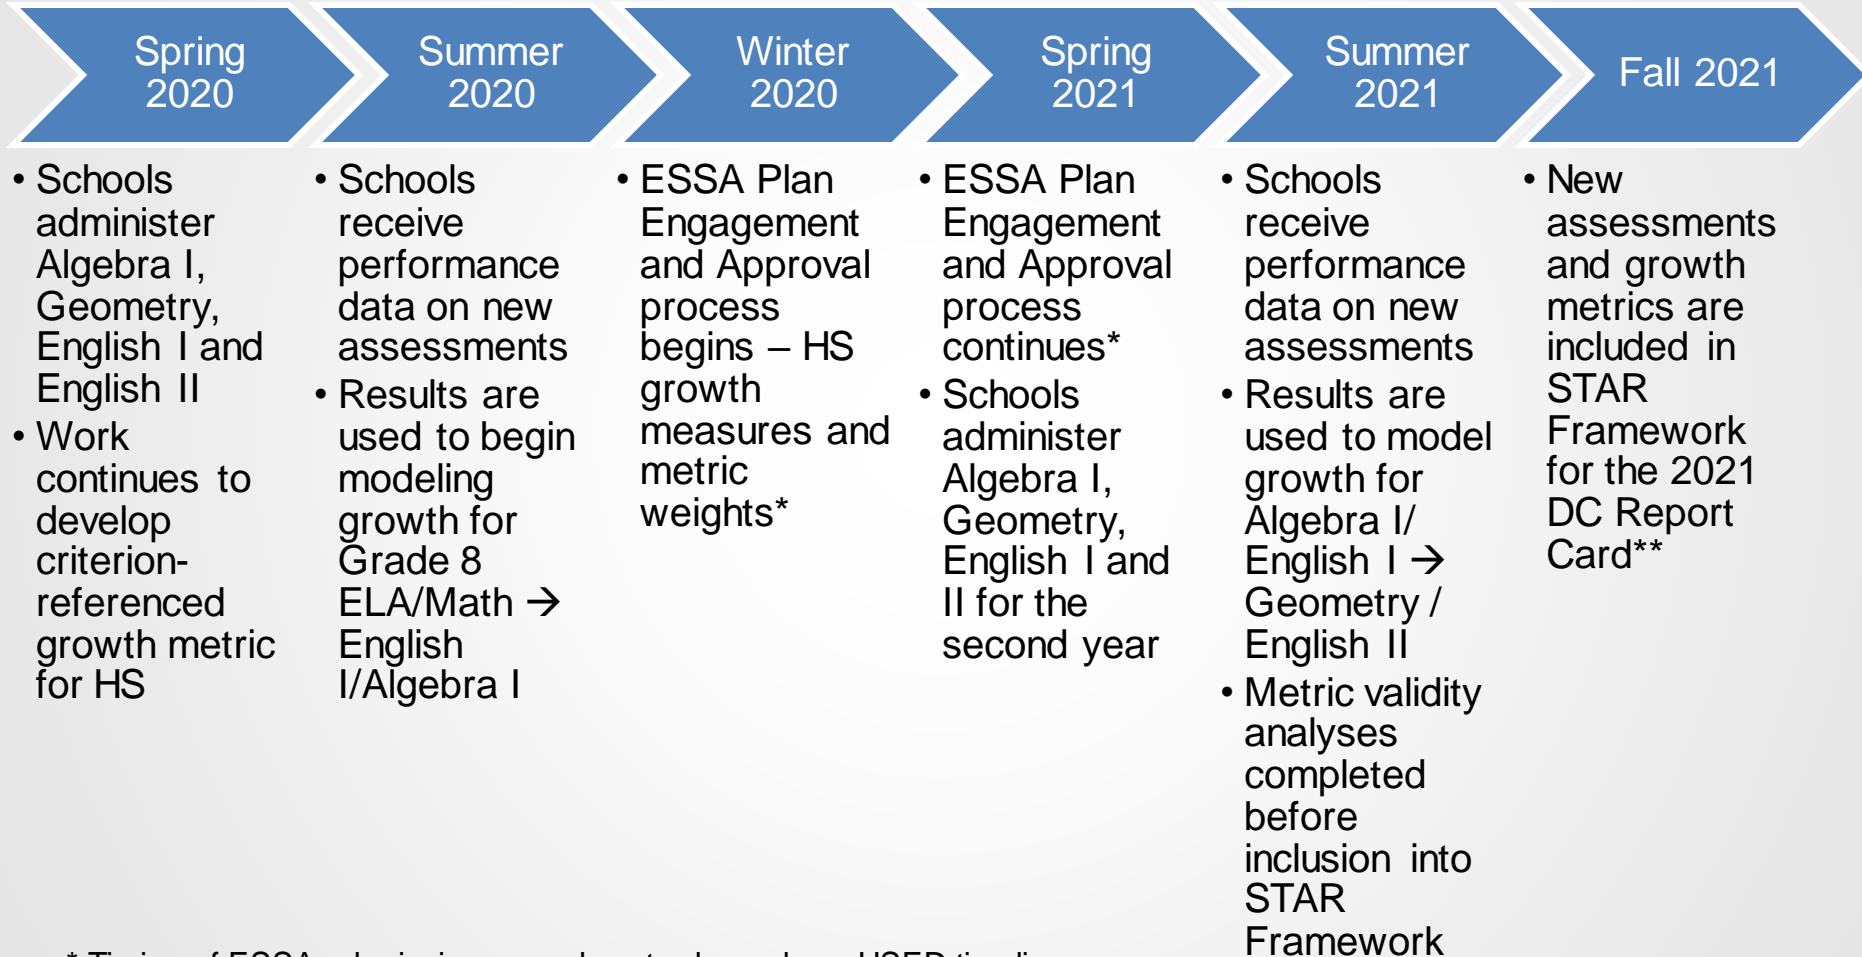 Spring
2020
Summer
2020
Winter
2020
Spring
2021
Summer
2021
Fall 2021
• Schools
administer
Algebra I,
Geometry,
English I and
English II
• Work
continues to
develop
criterion-
referenced
growth metric
for HS
• Schools
receive
performance
data on new
assessments
• Results are
used to begin
modeling
growth for
Grade 8
ELA/Math →
English
I/Algebra I
• ESSA Plan
Engagement
and Approval
process
begins – HS
growth
measures and
metric
weights*
• ESSA Plan
Engagement
and Approval
process
continues*
• Schools
administer
Algebra I,
Geometry,
English I and
II for the
second year
• Schools
receive
performance
data on new
assessments
• Results are
used to model
growth for
Algebra I/
English I →
Geometry /
English II
• Metric validity
analyses
completed
before
inclusion into
STAR
Framework
• New
assessments
and growth
metrics are
included in
STAR
Framework
for the 2021
DC Report
Card**
* Timing of ESSA